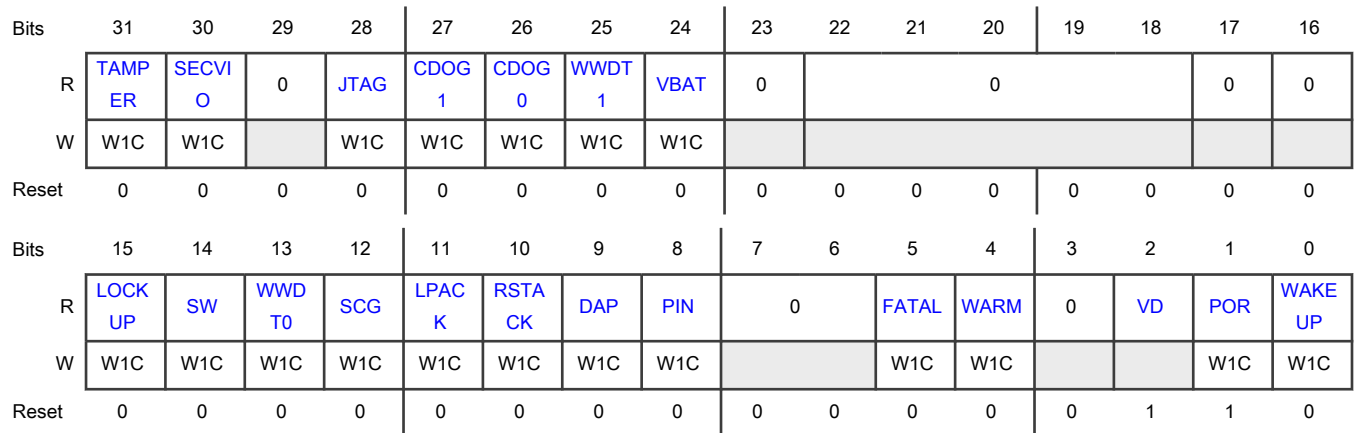 Bits 31 30 29 28 27 26 25 24 23 22 21 20 19 18 17 16
R TAMP ER SECVI O 0 JTAG CDOG 1 CDOG 0 WWDT 1 VBAT 0 0 0 0
W W1C W1C W1C W1C W1C W1C W1C
Reset 0 0 0 0 0 0 0 0 0 0 0 0 0 0 0 0
Bits 15 14 13 12 11 10 9 8 7 6 5 4 3 2 1 0
R LOCK UP SW WWD T0 SCG LPAC K RSTA CK DAP PIN 0 FATAL WARM 0 VD POR WAKE UP
W W1C W1C W1C W1C W1C W1C W1C W1C W1C W1C W1C W1C
Reset 0 0 0 0 0 0 0 0 0 0 0 0 0 1 1 0